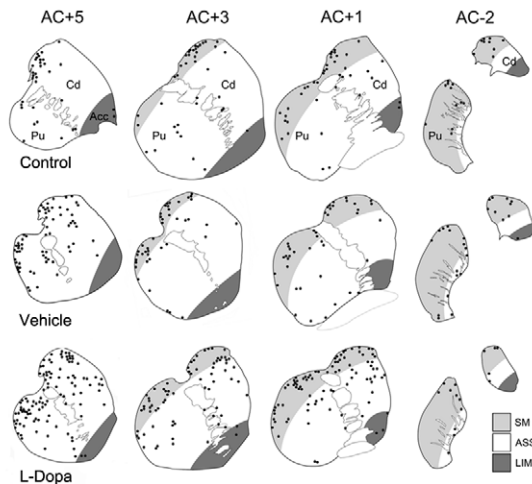 AC+5 AC+3 AC+1 AC-2
Cd Cd Cd Cd
Acc
Pu Pu Pu Pu
Control
Vehicle
L-Dopa
SM
ASS
LIM